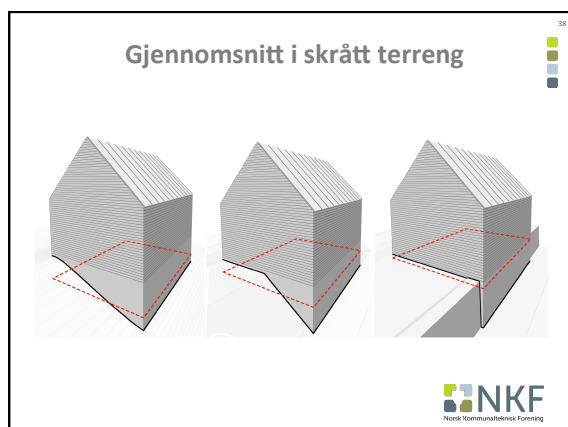 38
Gjennomsnitt i skrått terreng
NKF
Norsk Kommunalteknisk Forening